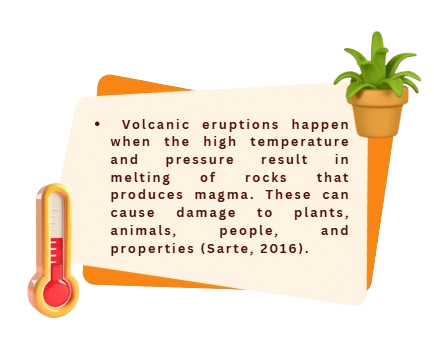 • Volcanic eruptions happen
when the high temperature
and pressure result in
melting of rocks that
produces magma. These can
cause damage to plants,
animals, people, and
properties (Sarte, 2016).